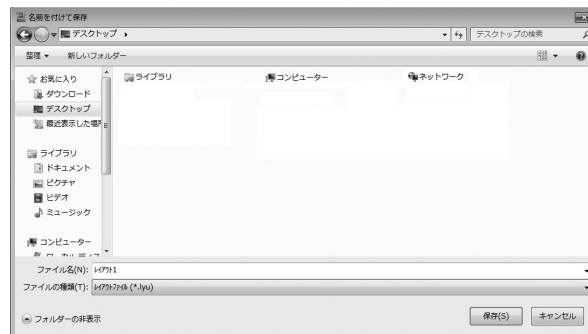 名前を付けて保存
デスクトップ
デスクトップの検索
整理 新しいフォルダー
お気に入り
ダウンロード
デスクトップ
最近表示した場所
ライブラリ
ドキュメント
ピクチャ
ビデオ
ミュージック
コンピューター
ライブラリ コンピューター ネットワーク
ファイル名(N): レイアウト1
ファイルの種類(T): レイアウトファイル (*.lyu)
フォルダーの非表示
保存(S) キャンセル